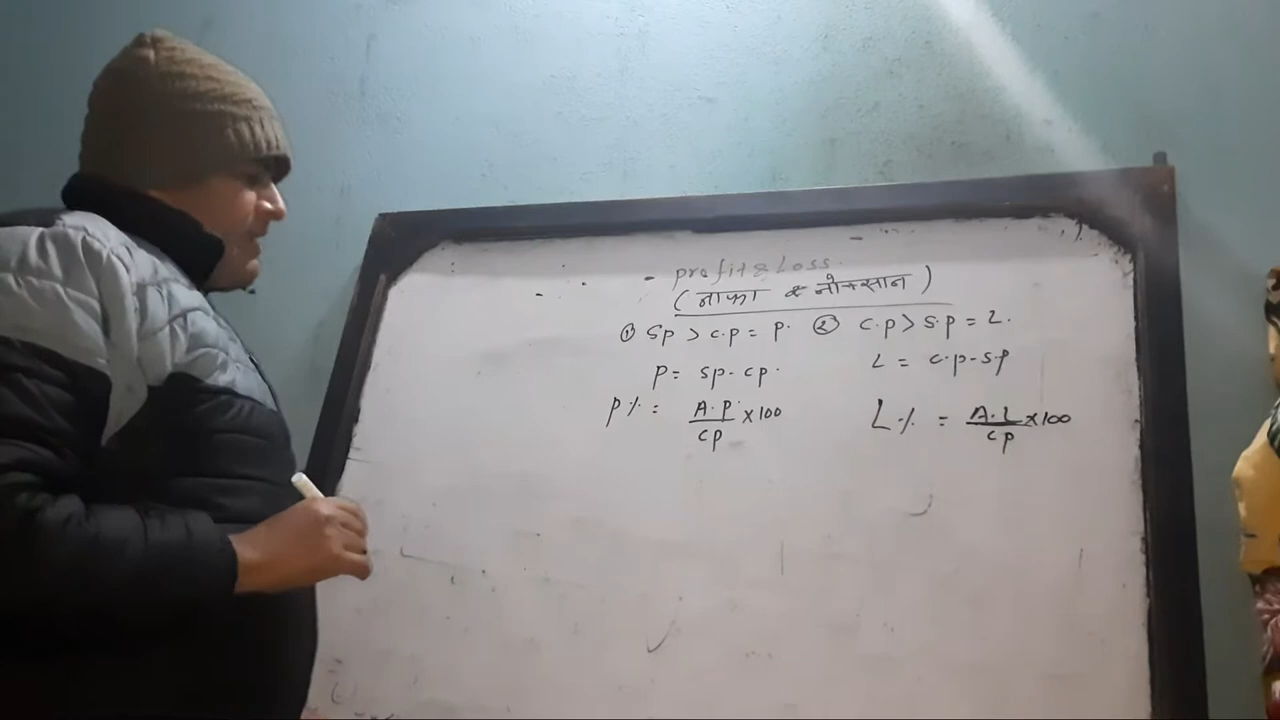 profit & Loss.
(नाफा & नोक्सान)
① Sp > c.p = p. ② C.p > S.p = L.
P = Sp - cp. L = c.p - s.p
P% = A.P/cp × 100 L% = A.L/cp × 100